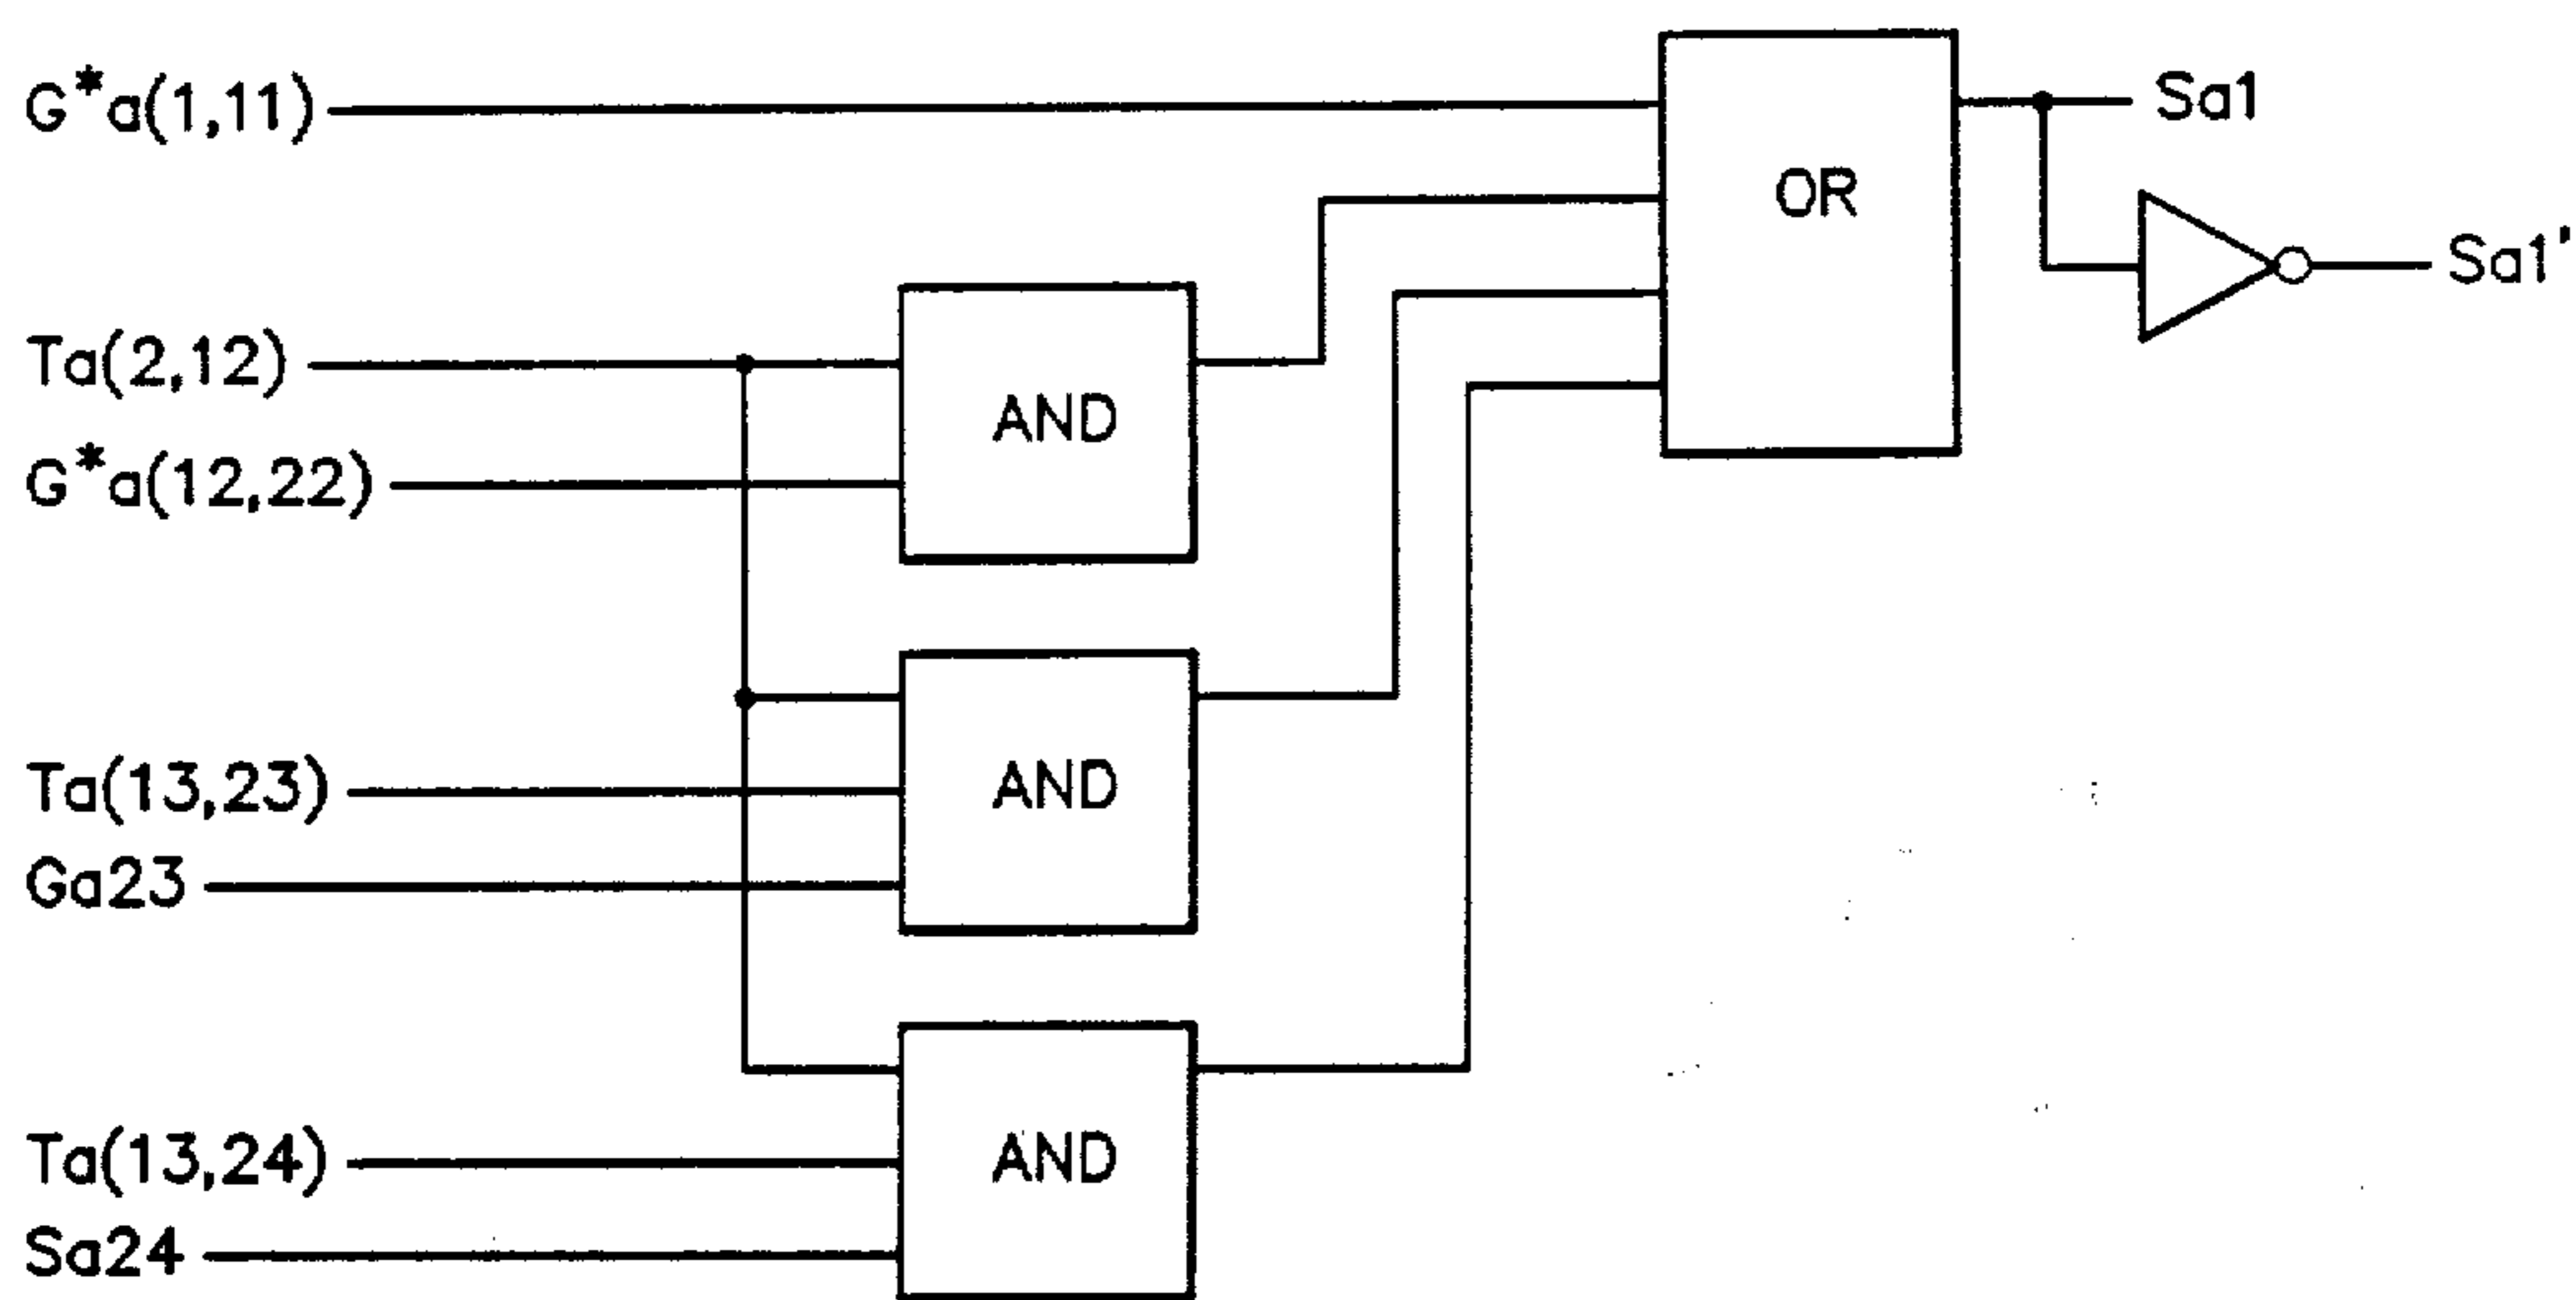 G*a(1,11)
Sa1
OR
Sa1'
Ta(2,12)
AND
G*a(12,22)
Ta(13,23)
AND
Ga23
Ta(13,24)
AND
Sa24